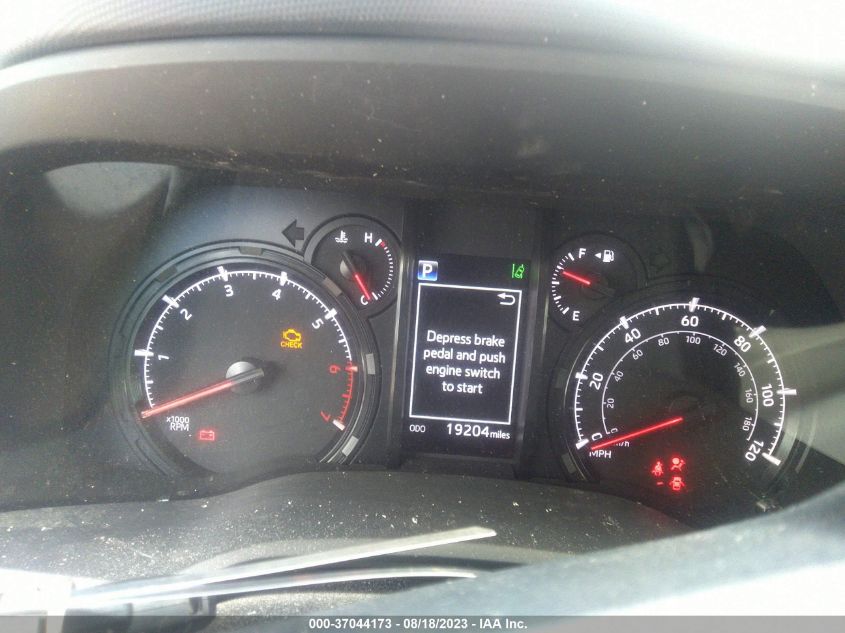 H
C
P
F
E
1
2
3
4
5
6
7
x1000
RPM
CHECK
Depress brake
pedal and push
engine switch
to start
ODO 19204 miles
20
40
60
80
100
120
0
20
40
60
80
100
120
140
160
180
MPH
000-37044173 / 08/18/2023 - IAA Inc.